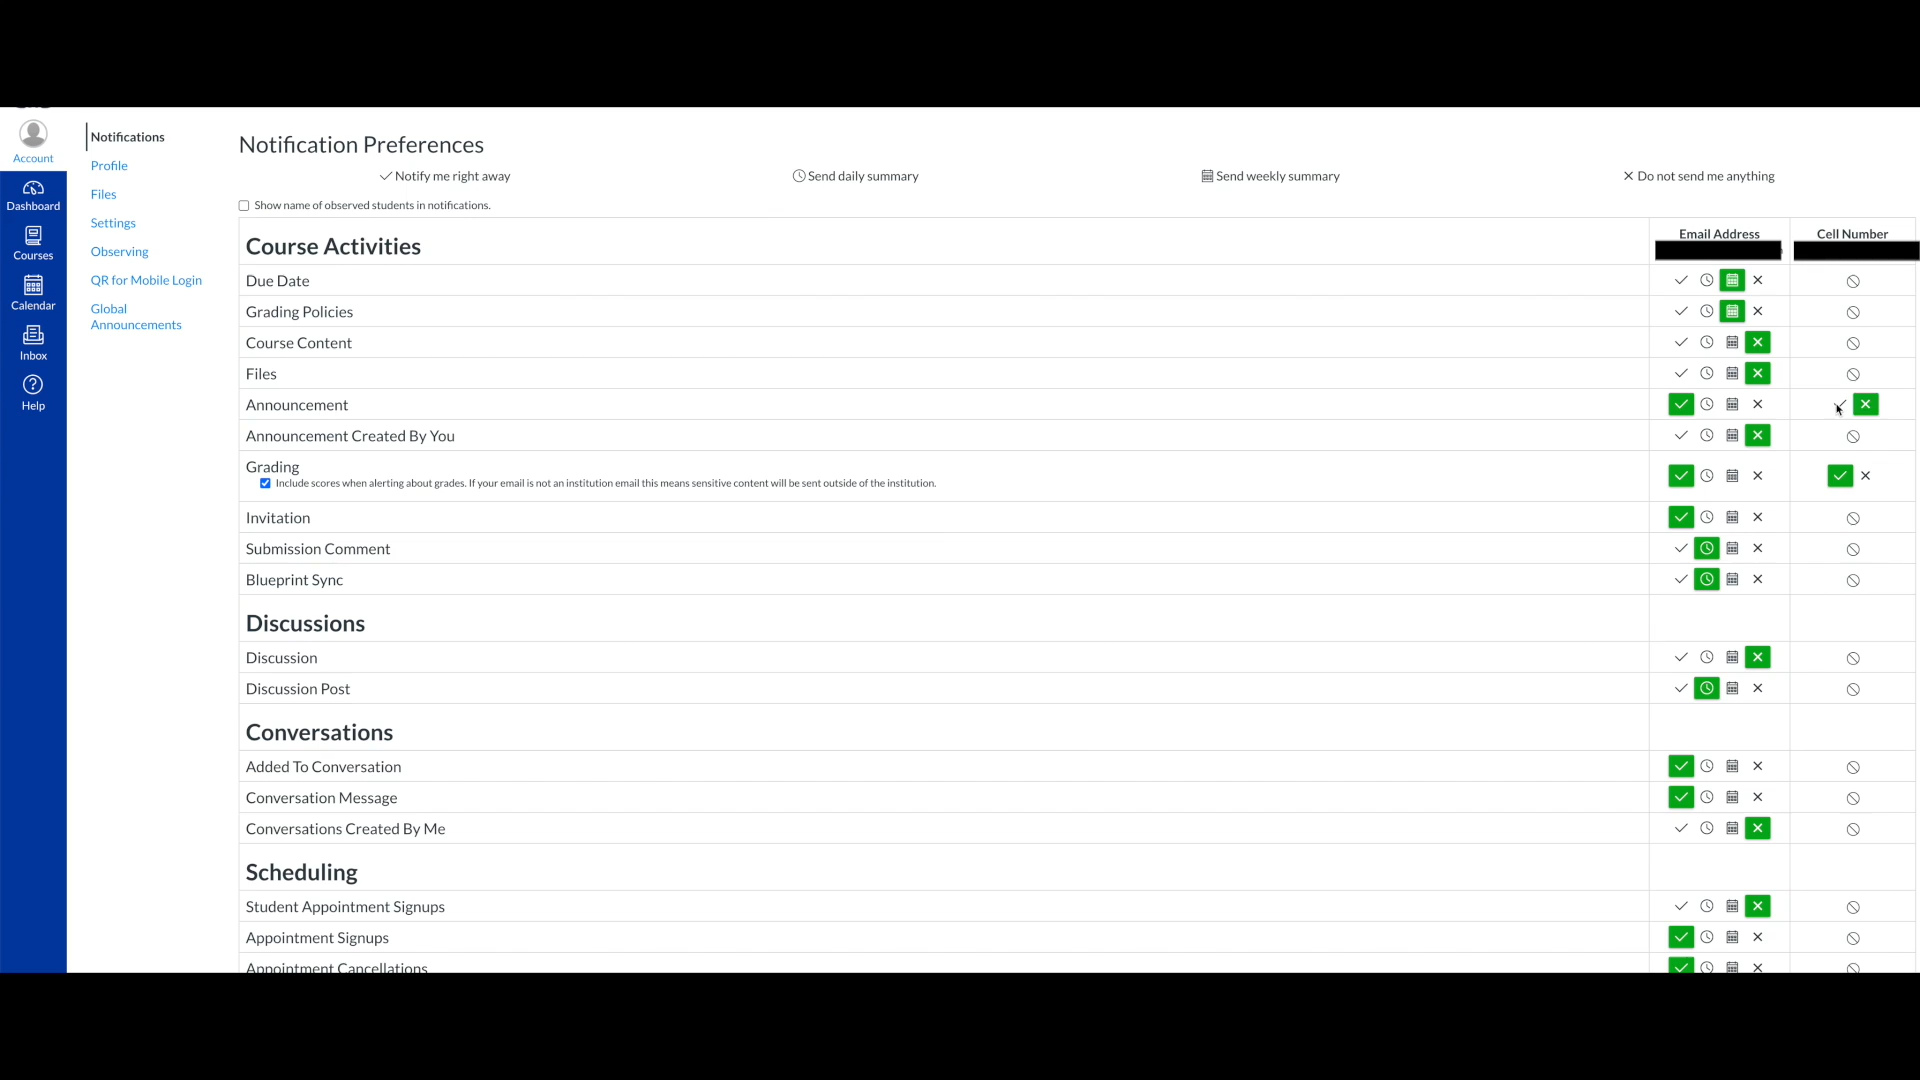 Account
Dashboard
Courses
Calendar
Inbox
Help
Notifications
Profile
Files
Settings
Observing
QR for Mobile Login
Global
Announcements
Notification Preferences
Notify me right away
Send daily summary
Send weekly summary
Do not send me anything
Show name of observed students in notifications.
Course Activities
Email Address
Cell Number
Due Date
Grading Policies
Course Content
Files
Announcement
Announcement Created By You
Grading
Include scores when alerting about grades. If your email is not an institution email this means sensitive content will be sent outside of the institution.
Invitation
Submission Comment
Blueprint Sync
Discussions
Discussion
Discussion Post
Conversations
Added To Conversation
Conversation Message
Conversations Created By Me
Scheduling
Student Appointment Signups
Appointment Signups
Appointment Cancellations